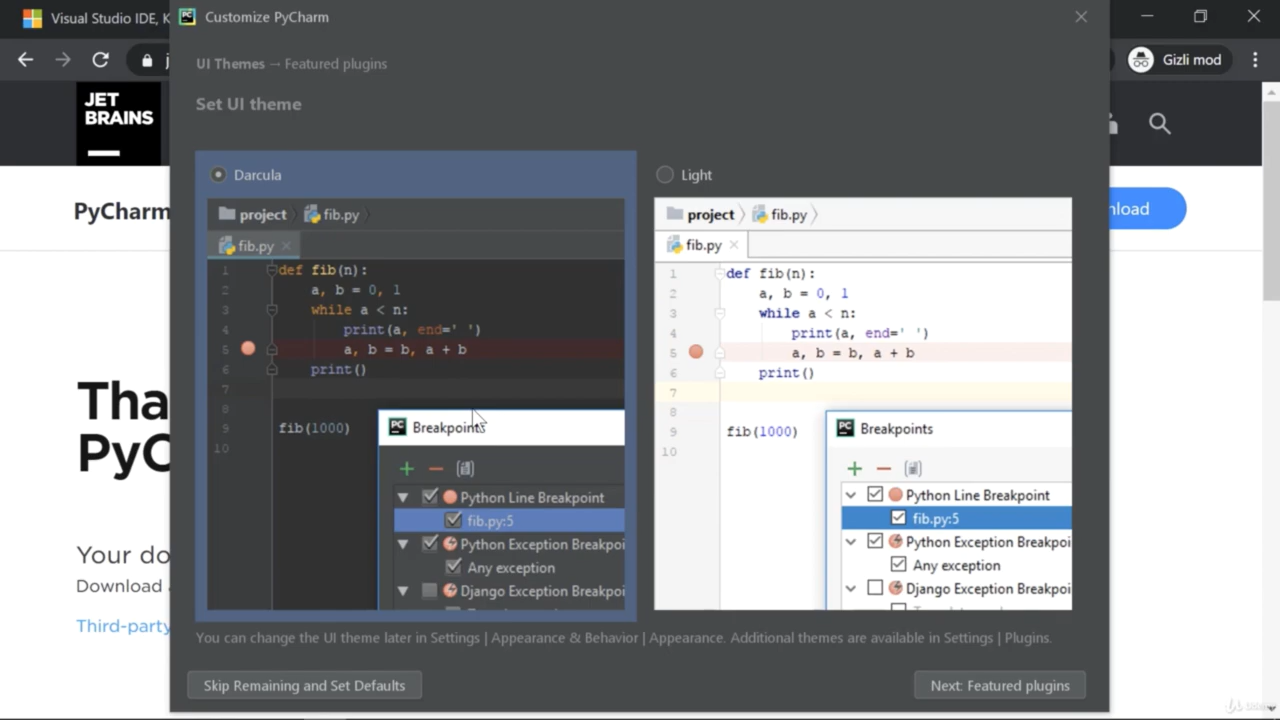 Visual Studio IDE, K
Customize PyCharm
Gizli mod
JET
BRAINS
UI Themes → Featured plugins
Set UI theme
PyCharm
nload
Darcula
project
fib.py
fib.py
1
2
3
4
5
6
7
8
9
10
def fib(n):
a, b = 0, 1
while a < n:
print(a, end=' ')
a, b = b, a + b
print()
fib(1000)
PC
Breakpoints
Python Line Breakpoint
fib.py:5
Python Exception Breakpoi
Any exception
Django Exception Breakpoi
Light
project
fib.py
fib.py
1
2
3
4
5
6
7
8
9
10
def fib(n):
a, b = 0, 1
while a < n:
print(a, end=' ')
a, b = b, a + b
print()
fib(1000)
PC
Breakpoints
Python Line Breakpoint
fib.py:5
Python Exception Breakpoi
Any exception
Django Exception Breakpoi
Tha
PyC
Your do
Download
Third-party
You can change the UI theme later in Settings | Appearance & Behavior | Appearance. Additional themes are available in Settings | Plugins.
Skip Remaining and Set Defaults
Next: Featured plugins